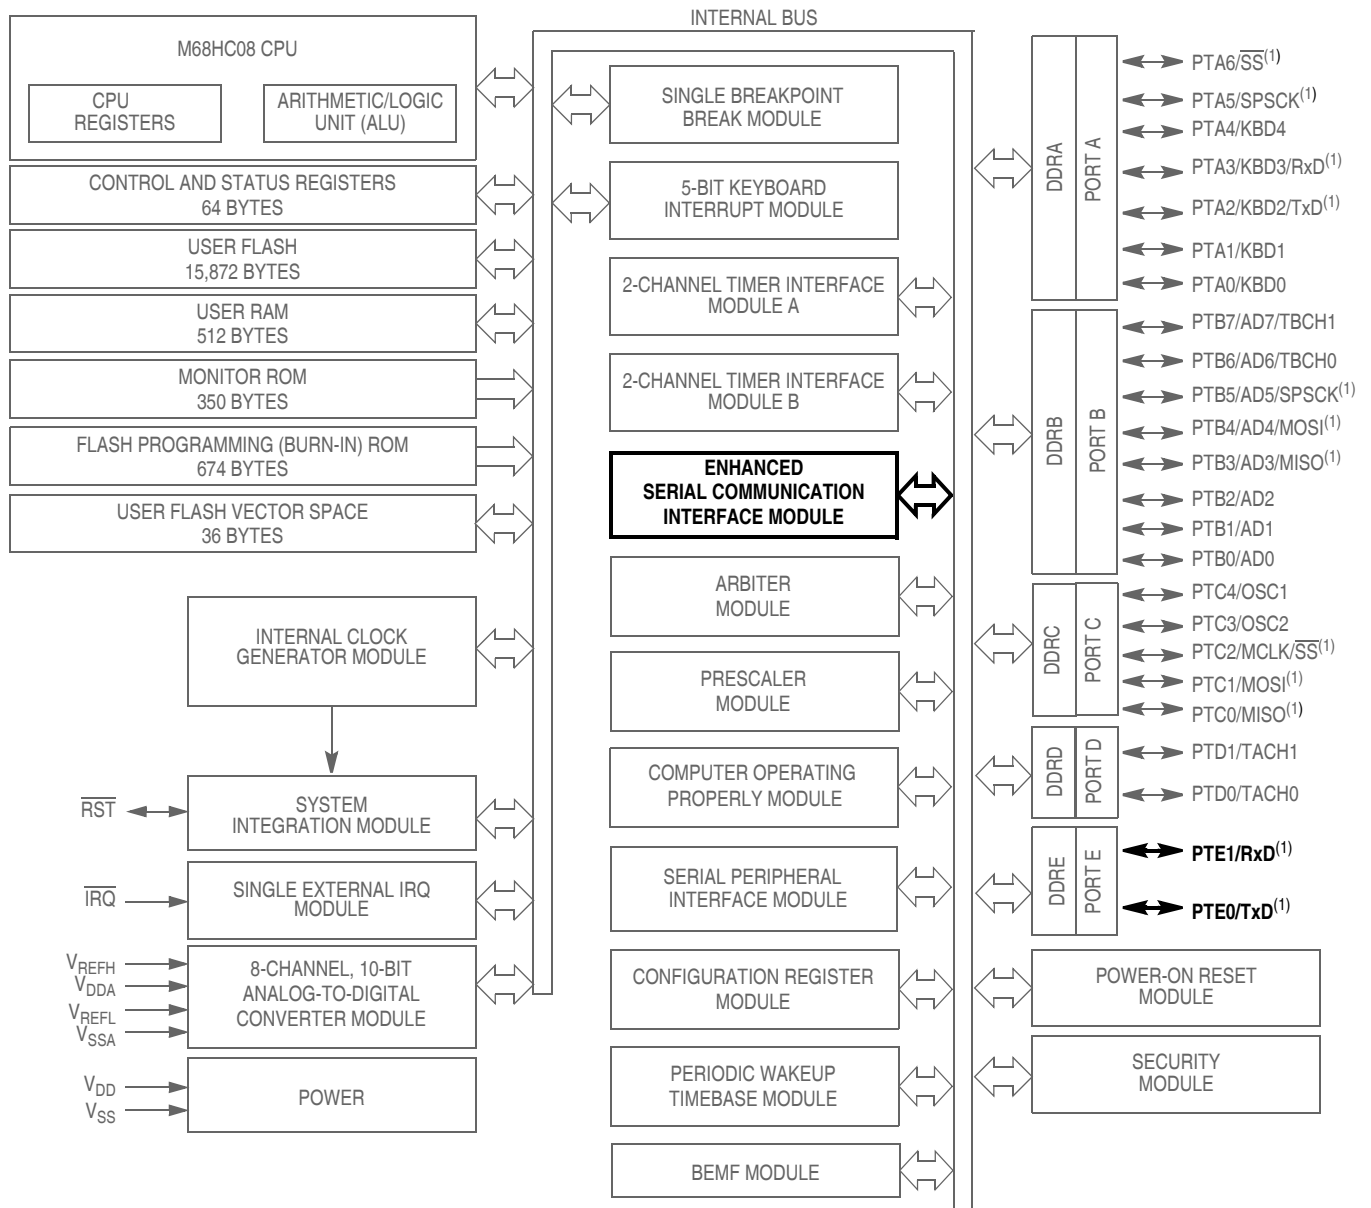 INTERNAL BUS
M68HC08 CPU
CPU
REGISTERS
ARITHMETIC/LOGIC
UNIT (ALU)
CONTROL AND STATUS REGISTERS
64 BYTES
USER FLASH
15,872 BYTES
USER RAM
512 BYTES
MONITOR ROM
350 BYTES
FLASH PROGRAMMING (BURN-IN) ROM
674 BYTES
USER FLASH VECTOR SPACE
36 BYTES
INTERNAL CLOCK
GENERATOR MODULE
RST
SYSTEM
INTEGRATION MODULE
IRQ
SINGLE EXTERNAL IRQ
MODULE
VREFH
VDDA
VREFL
VSSA
8-CHANNEL, 10-BIT
ANALOG-TO-DIGITAL
CONVERTER MODULE
VDD
VSS
POWER
SINGLE BREAKPOINT
BREAK MODULE
5-BIT KEYBOARD
INTERRUPT MODULE
2-CHANNEL TIMER INTERFACE
MODULE A
2-CHANNEL TIMER INTERFACE
MODULE B
ENHANCED
SERIAL COMMUNICATION
INTERFACE MODULE
ARBITER
MODULE
PRESCALER
MODULE
COMPUTER OPERATING
PROPERLY MODULE
SERIAL PERIPHERAL
INTERFACE MODULE
CONFIGURATION REGISTER
MODULE
PERIODIC WAKEUP
TIMEBASE MODULE
BEMF MODULE
DDRA
PORT A
PTA6/SS(1)
PTA5/SPSCK(1)
PTA4/KBD4
PTA3/KBD3/RxD(1)
PTA2/KBD2/TxD(1)
PTA1/KBD1
PTA0/KBD0
DDRB
PORT B
PTB7/AD7/TBCH1
PTB6/AD6/TBCH0
PTB5/AD5/SPSCK(1)
PTB4/AD4/MOSI(1)
PTB3/AD3/MISO(1)
PTB2/AD2
PTB1/AD1
PTB0/AD0
DDRC
PORT C
PTC4/OSC1
PTC3/OSC2
PTC2/MCLK/SS(1)
PTC1/MOSI(1)
PTC0/MISO(1)
DDRD
PORT D
PTD1/TACH1
PTD0/TACH0
DDRE
PORT E
PTE1/RxD(1)
PTE0/TxD(1)
POWER-ON RESET
MODULE
SECURITY
MODULE